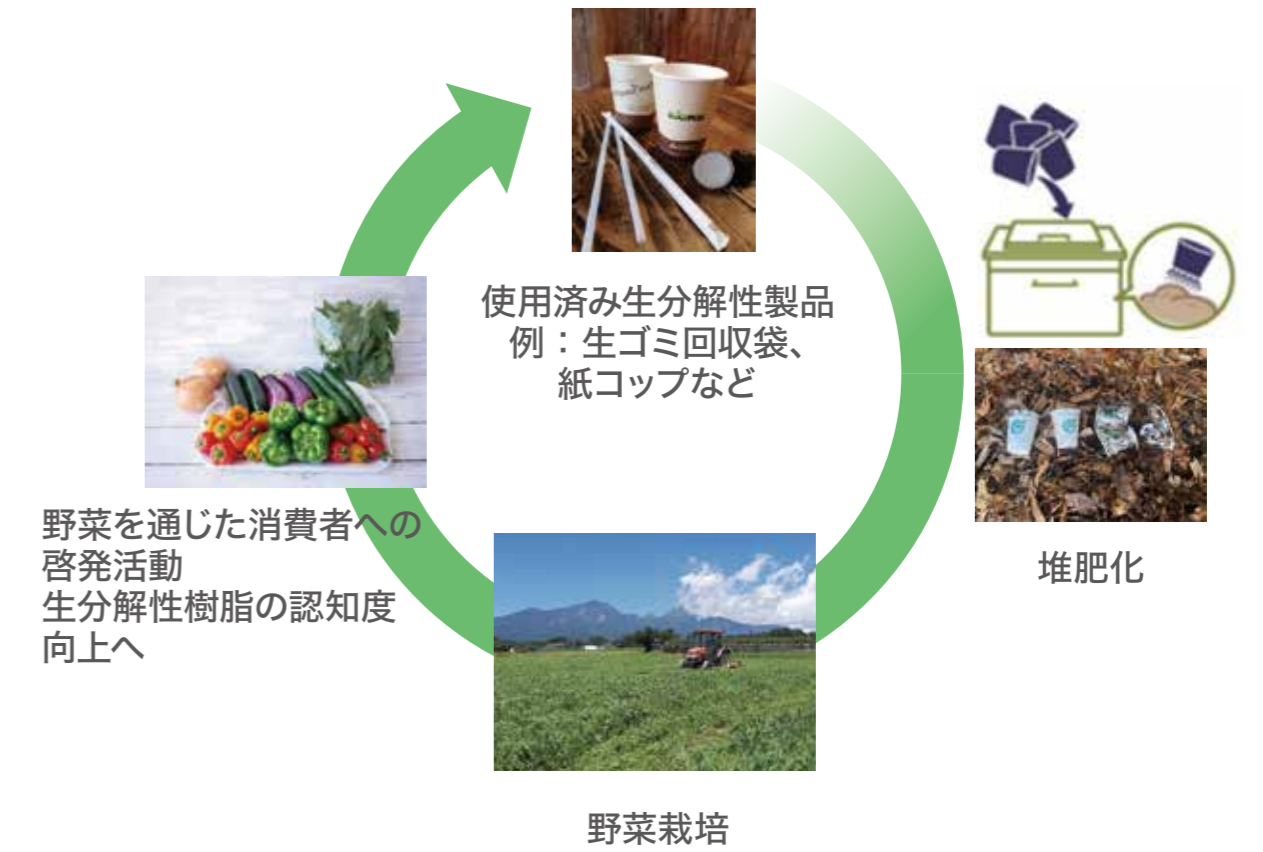 使用済み生分解性製品
例：生ゴミ回収袋、
紙コップなど
堆肥化
野菜栽培
野菜を通じた消費者への
啓発活動
生分解性樹脂の認知度
向上へ